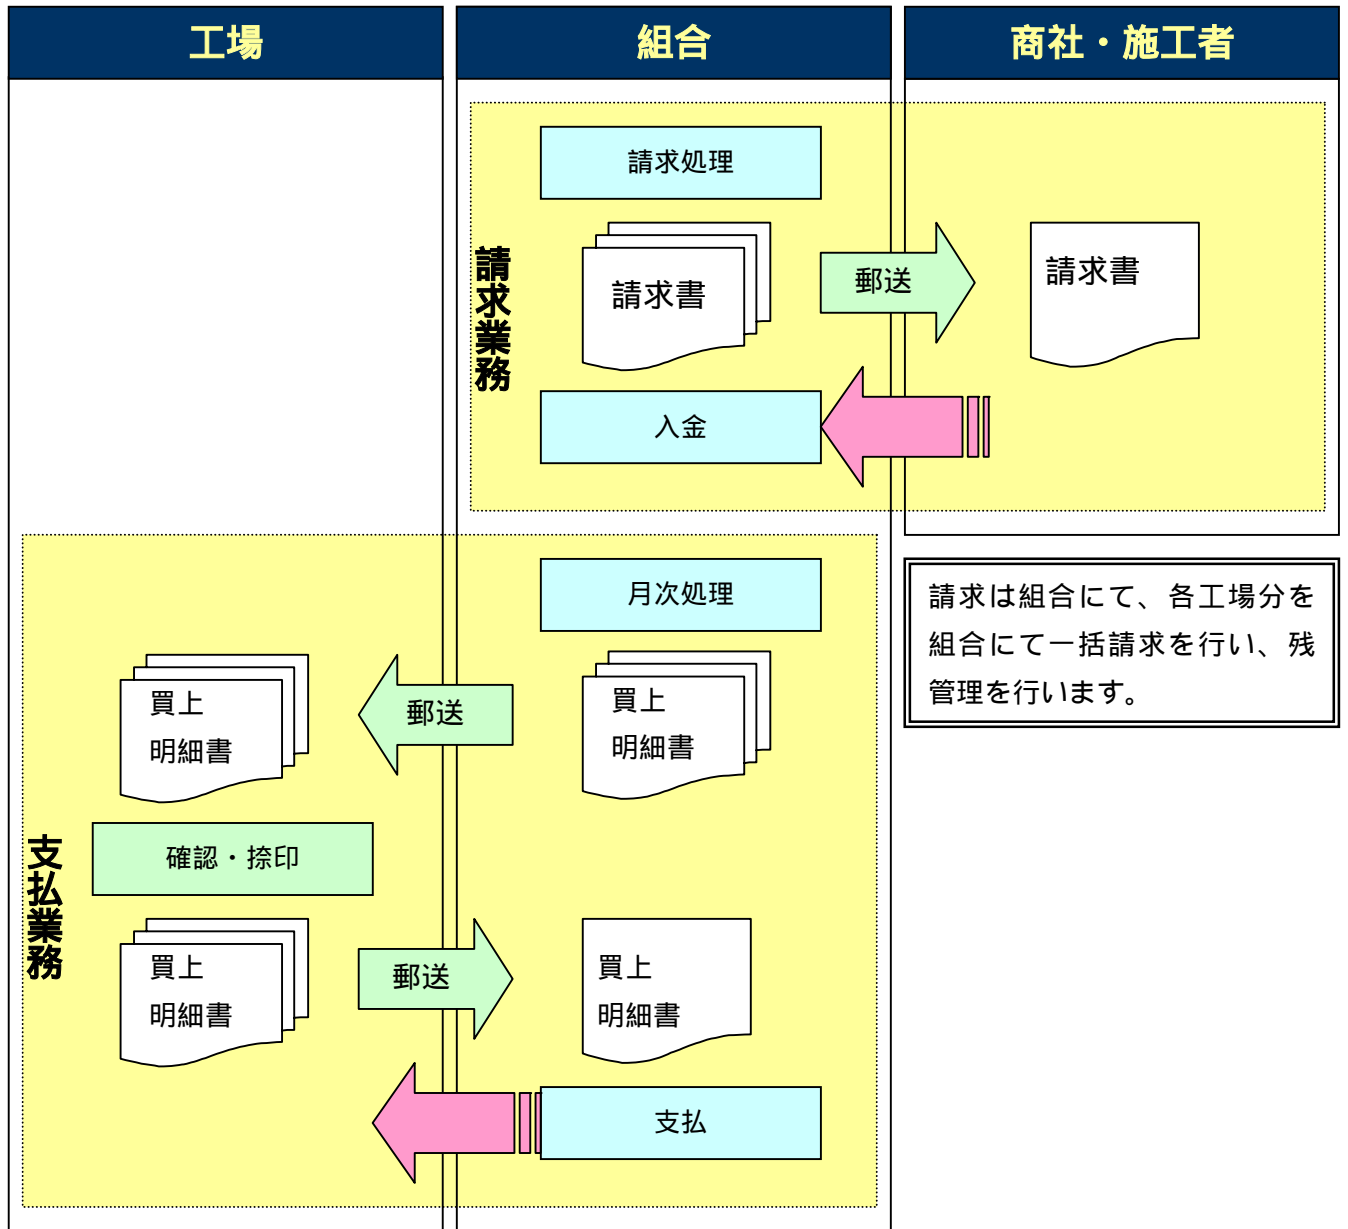 工場
組合
商社・施工者
請求業務
請求処理
請求書
郵送
請求書
入金
請求は組合にて、各工場分を
組合にて一括請求を行い、残
管理を行います。
支払業務
月次処理
買上
明細書
郵送
買上
明細書
確認・捺印
買上
明細書
郵送
買上
明細書
支払